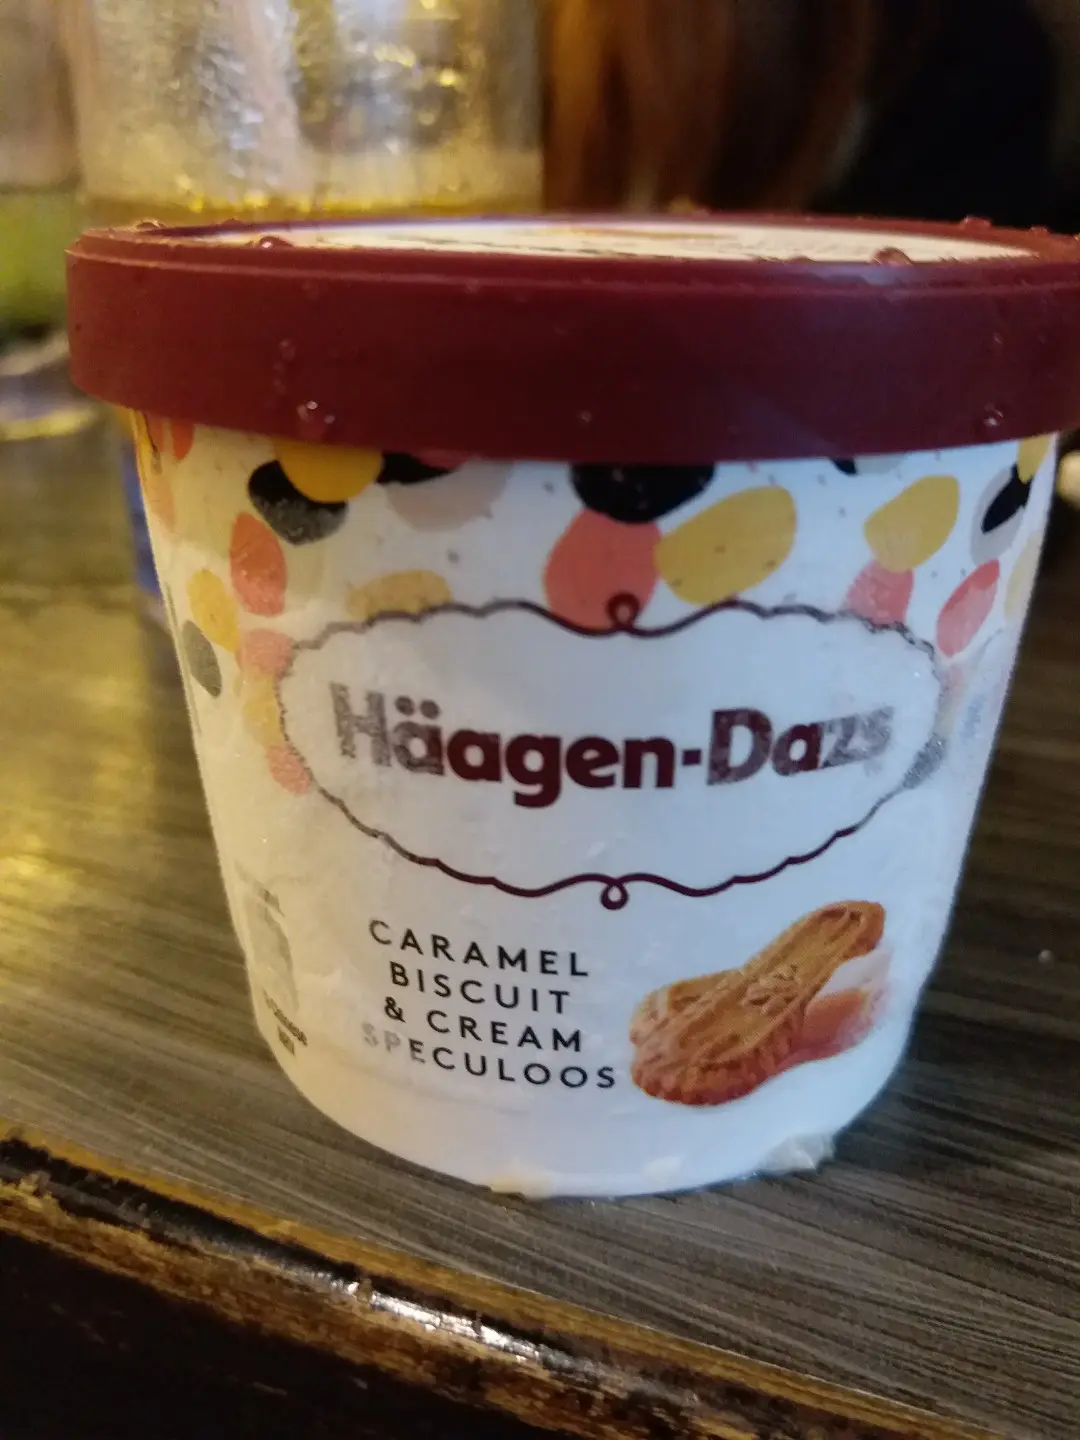 Häagen-Dazs
CARAMEL
BISCUIT
& CREAM
SPECULOOS